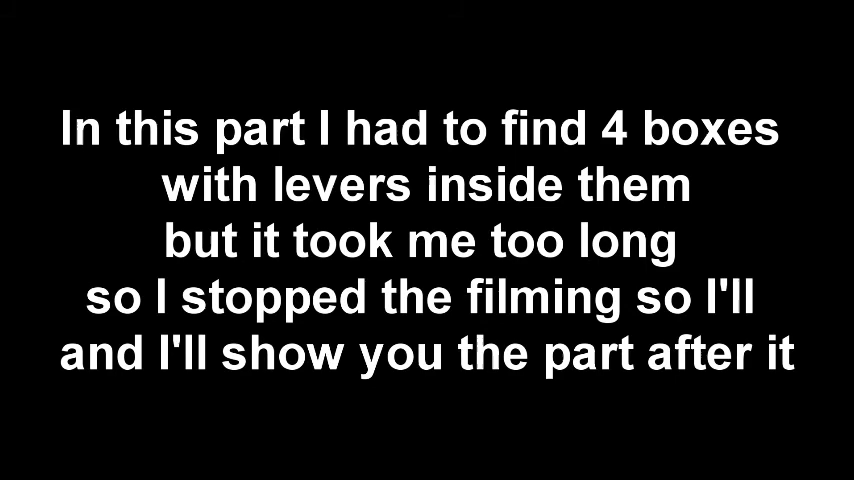 In this part I had to find 4 boxes
with levers inside them
but it took me too long
so I stopped the filming so I'll
and I'll show you the part after it